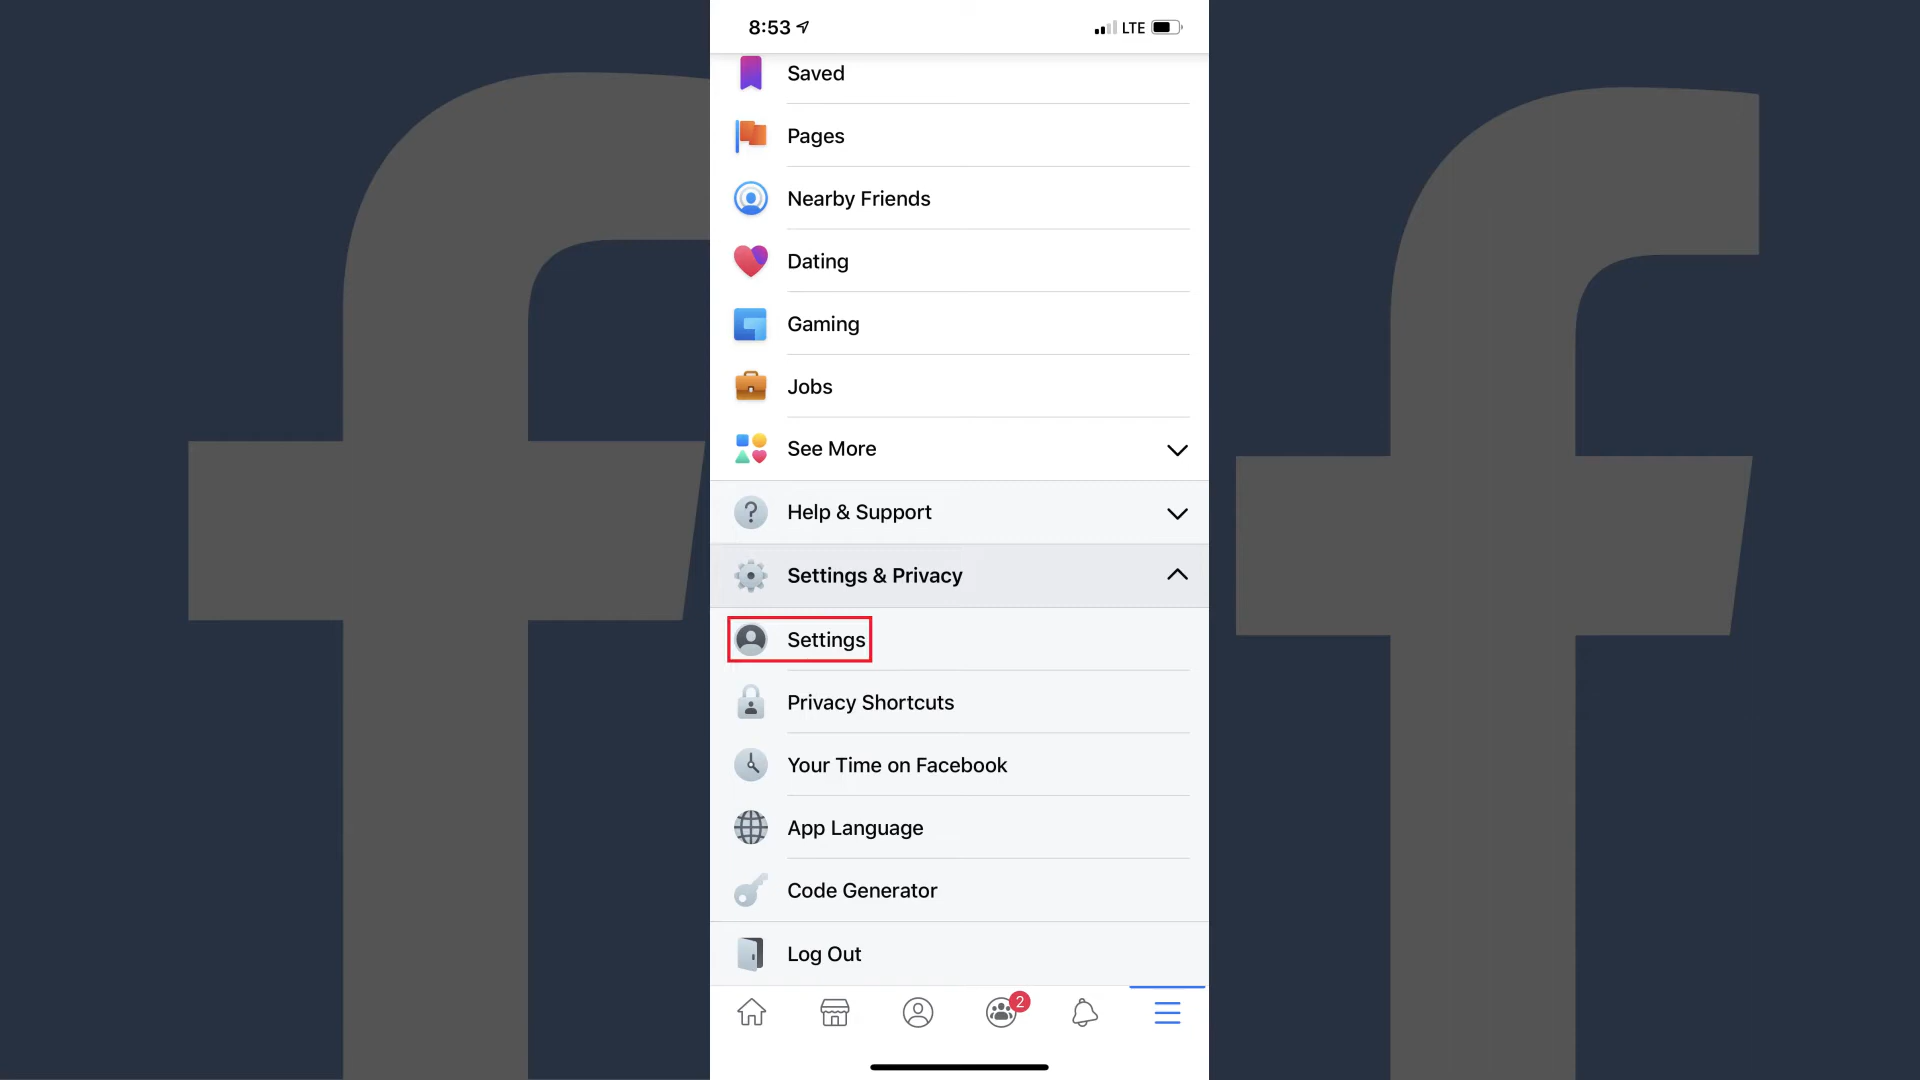 8:53 LTE
Saved
Pages
Nearby Friends
Dating
Gaming
Jobs
See More
Help & Support
Settings & Privacy
Settings
Privacy Shortcuts
Your Time on Facebook
App Language
Code Generator
Log Out
2